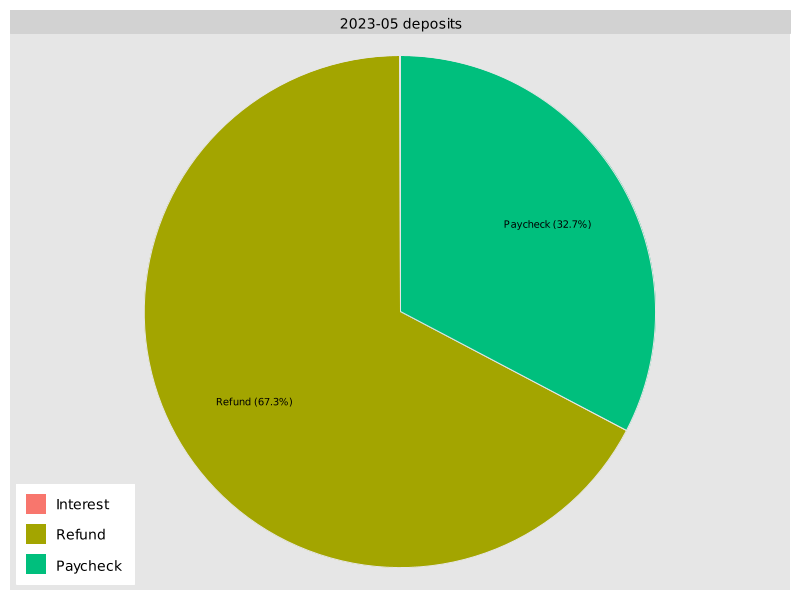 2023-05 deposits
Paycheck (32.7%)
Refund (67.3%)
Interest
Refund
Paycheck